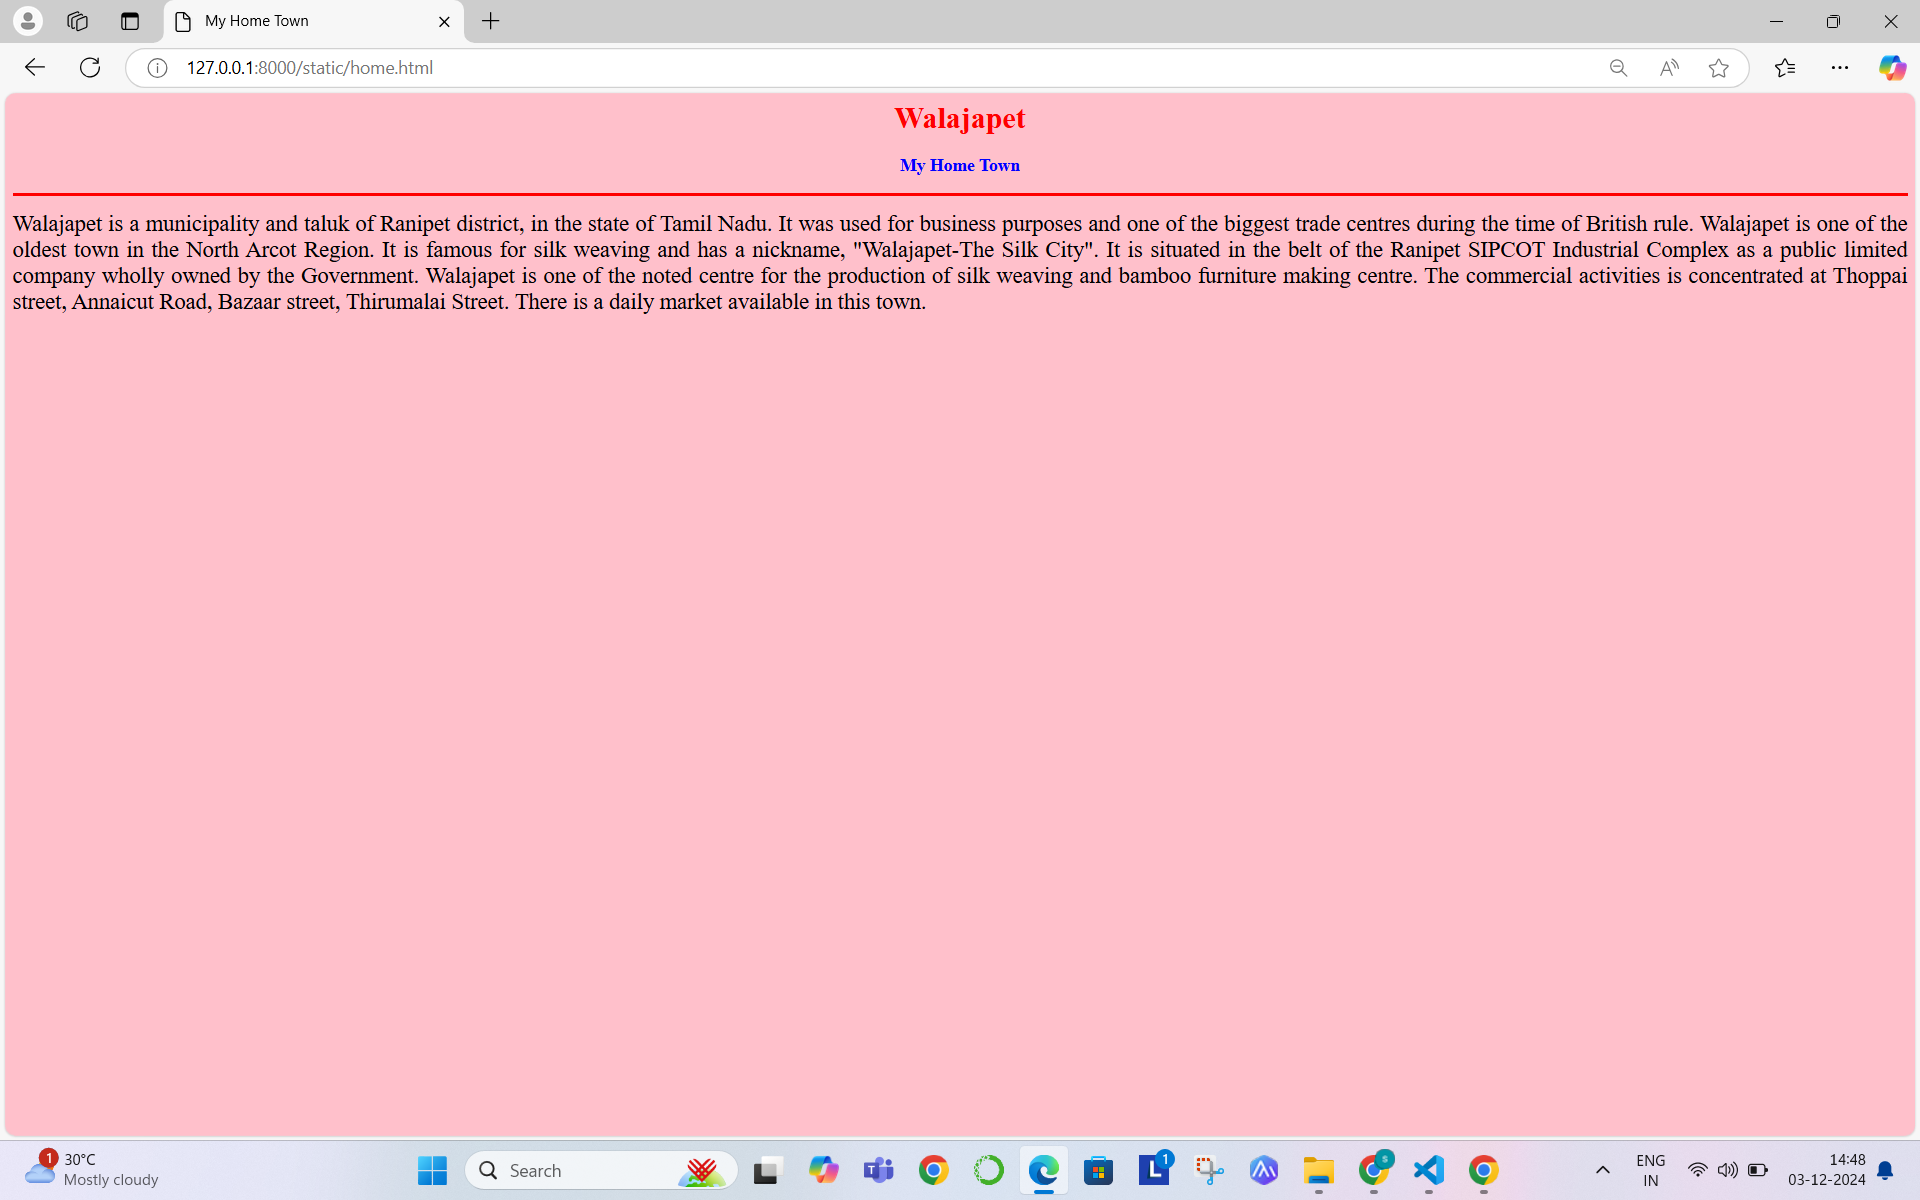 My Home Town
127.0.0.1:8000/static/home.html
Walajapet
My Home Town
Walajapet is a municipality and taluk of Ranipet district, in the state of Tamil Nadu. It was used for business purposes and one of the biggest trade centres during the time of British rule. Walajapet is one of the
oldest town in the North Arcot Region. It is famous for silk weaving and has a nickname, "Walajapet-The Silk City". It is situated in the belt of the Ranipet SIPCOT Industrial Complex as a public limited
company wholly owned by the Government. Walajapet is one of the noted centre for the production of silk weaving and bamboo furniture making centre. The commercial activities is concentrated at Thoppai
street, Annaicut Road, Bazaar street, Thirumalai Street. There is a daily market available in this town.
1
30°C
Mostly cloudy
Search
1
ENG
IN
14:48
03-12-2024